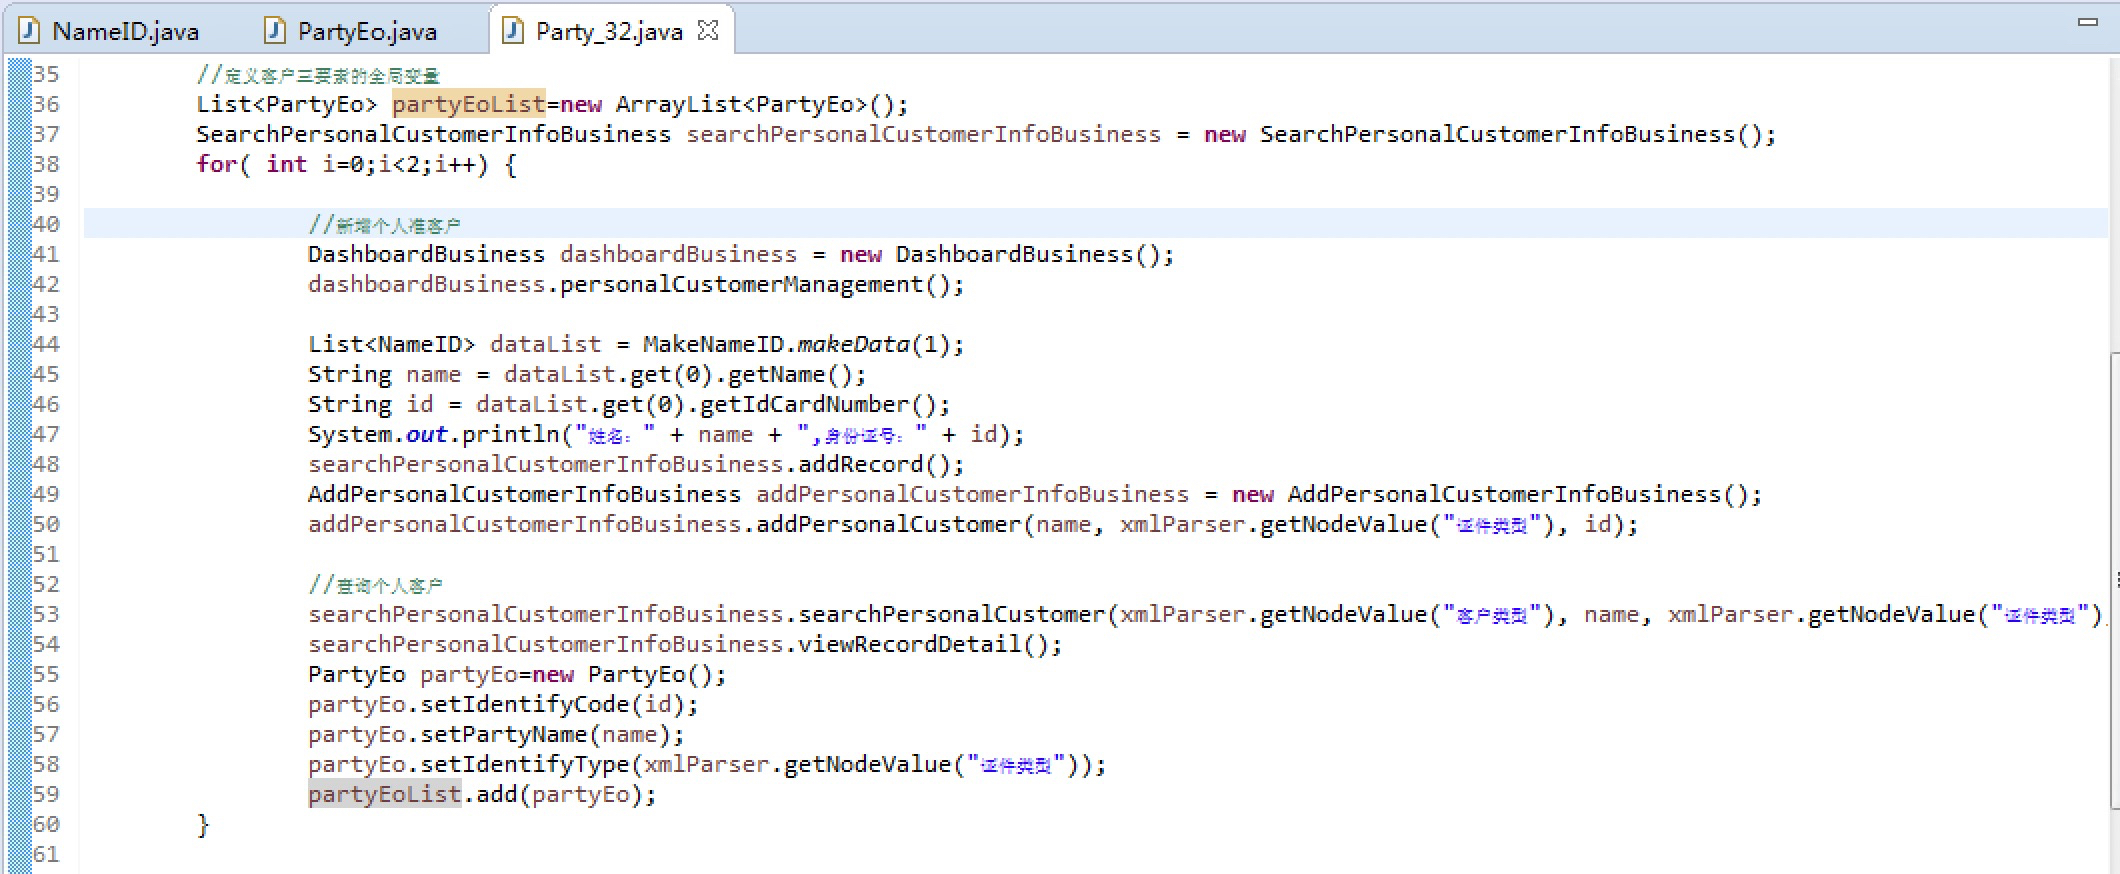 NameID.java PartyEo.java Party_32.java
35 //定义客户三要素的全局变量
36 List<PartyEo> partyEoList=new ArrayList<PartyEo>();
37 SearchPersonalCustomerInfoBusiness searchPersonalCustomerInfoBusiness = new SearchPersonalCustomerInfoBusiness();
38 for( int i=0;i<2;i++) {
39
40 //新增个人准客户
41 DashboardBusiness dashboardBusiness = new DashboardBusiness();
42 dashboardBusiness.personalCustomerManagement();
43
44 List<NameID> dataList = MakeNameID.makeData(1);
45 String name = dataList.get(0).getName();
46 String id = dataList.get(0).getIdCardNumber();
47 System.out.println("姓名：" + name + ",身份证号：" + id);
48 searchPersonalCustomerInfoBusiness.addRecord();
49 AddPersonalCustomerInfoBusiness addPersonalCustomerInfoBusiness = new AddPersonalCustomerInfoBusiness();
50 addPersonalCustomerInfoBusiness.addPersonalCustomer(name, xmlParser.getNodeValue("证件类型"), id);
51
52 //查询个人客户
53 searchPersonalCustomerInfoBusiness.searchPersonalCustomer(xmlParser.getNodeValue("客户类型"), name, xmlParser.getNodeValue("证件类型")
54 searchPersonalCustomerInfoBusiness.viewRecordDetail();
55 PartyEo partyEo=new PartyEo();
56 partyEo.setIdentifyCode(id);
57 partyEo.setPartyName(name);
58 partyEo.setIdentifyType(xmlParser.getNodeValue("证件类型"));
59 partyEoList.add(partyEo);
60 }
61